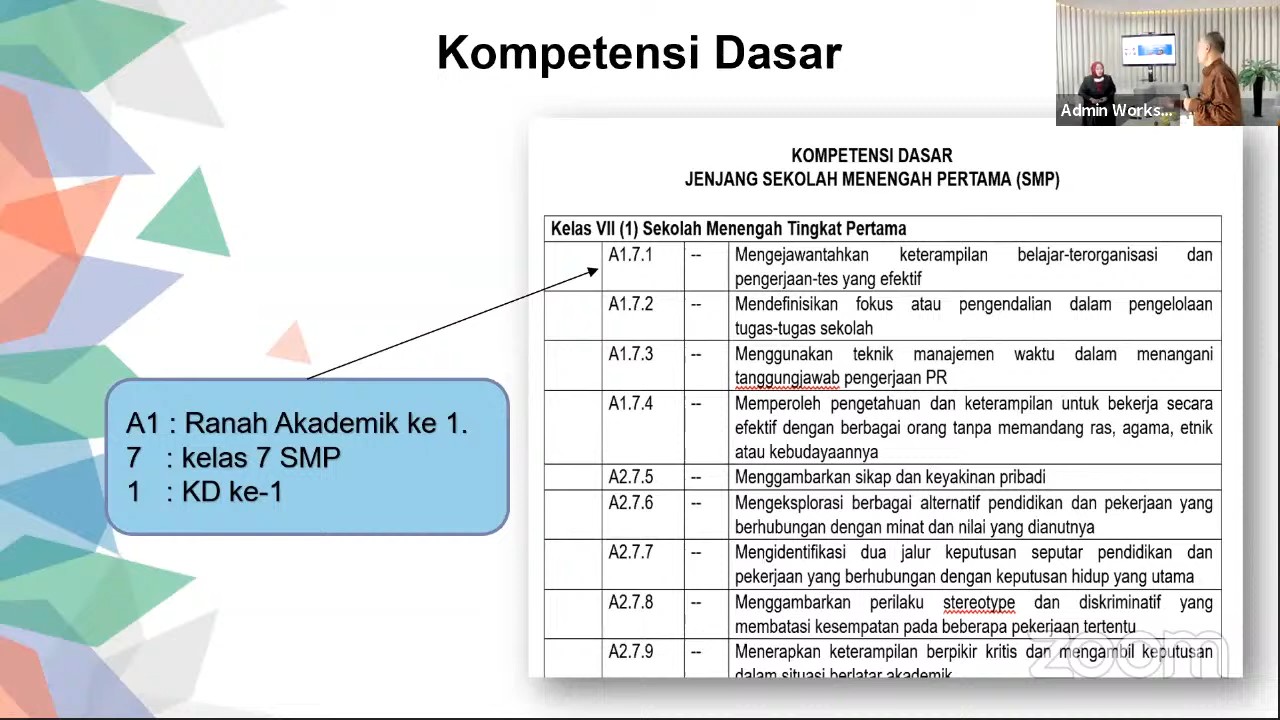 Kompetensi Dasar
Admin Works...
KOMPETENSI DASAR
JENJANG SEKOLAH MENENGAH PERTAMA (SMP)
Kelas VII (1) Sekolah Menengah Tingkat Pertama
A1.7.1 -- Mengejawantahkan keterampilan belajar-terorganisasi dan
pengerjaan-tes yang efektif
A1.7.2 -- Mendefinisikan fokus atau pengendalian dalam pengelolaan
tugas-tugas sekolah
A1.7.3 -- Menggunakan teknik manajemen waktu dalam menangani
tanggungjawab pengerjaan PR
A1.7.4 -- Memperoleh pengetahuan dan keterampilan untuk bekerja secara
efektif dengan berbagai orang tanpa memandang ras, agama, etnik
atau kebudayaannya
A2.7.5 -- Menggambarkan sikap dan keyakinan pribadi
A2.7.6 -- Mengeksplorasi berbagai alternatif pendidikan dan pekerjaan yang
berhubungan dengan minat dan nilai yang dianutnya
A2.7.7 -- Mengidentifikasi dua jalur keputusan seputar pendidikan dan
pekerjaan yang berhubungan dengan keputusan hidup yang utama
A2.7.8 -- Menggambarkan perilaku stereotype dan diskriminatif yang
membatasi kesempatan pada beberapa pekerjaan tertentu
A2.7.9 -- Menerapkan keterampilan berpikir kritis dan mengambil keputusan
dalam situasi berlatar akademik
A1 : Ranah Akademik ke 1.
7 : kelas 7 SMP
1 : KD ke-1
zoom